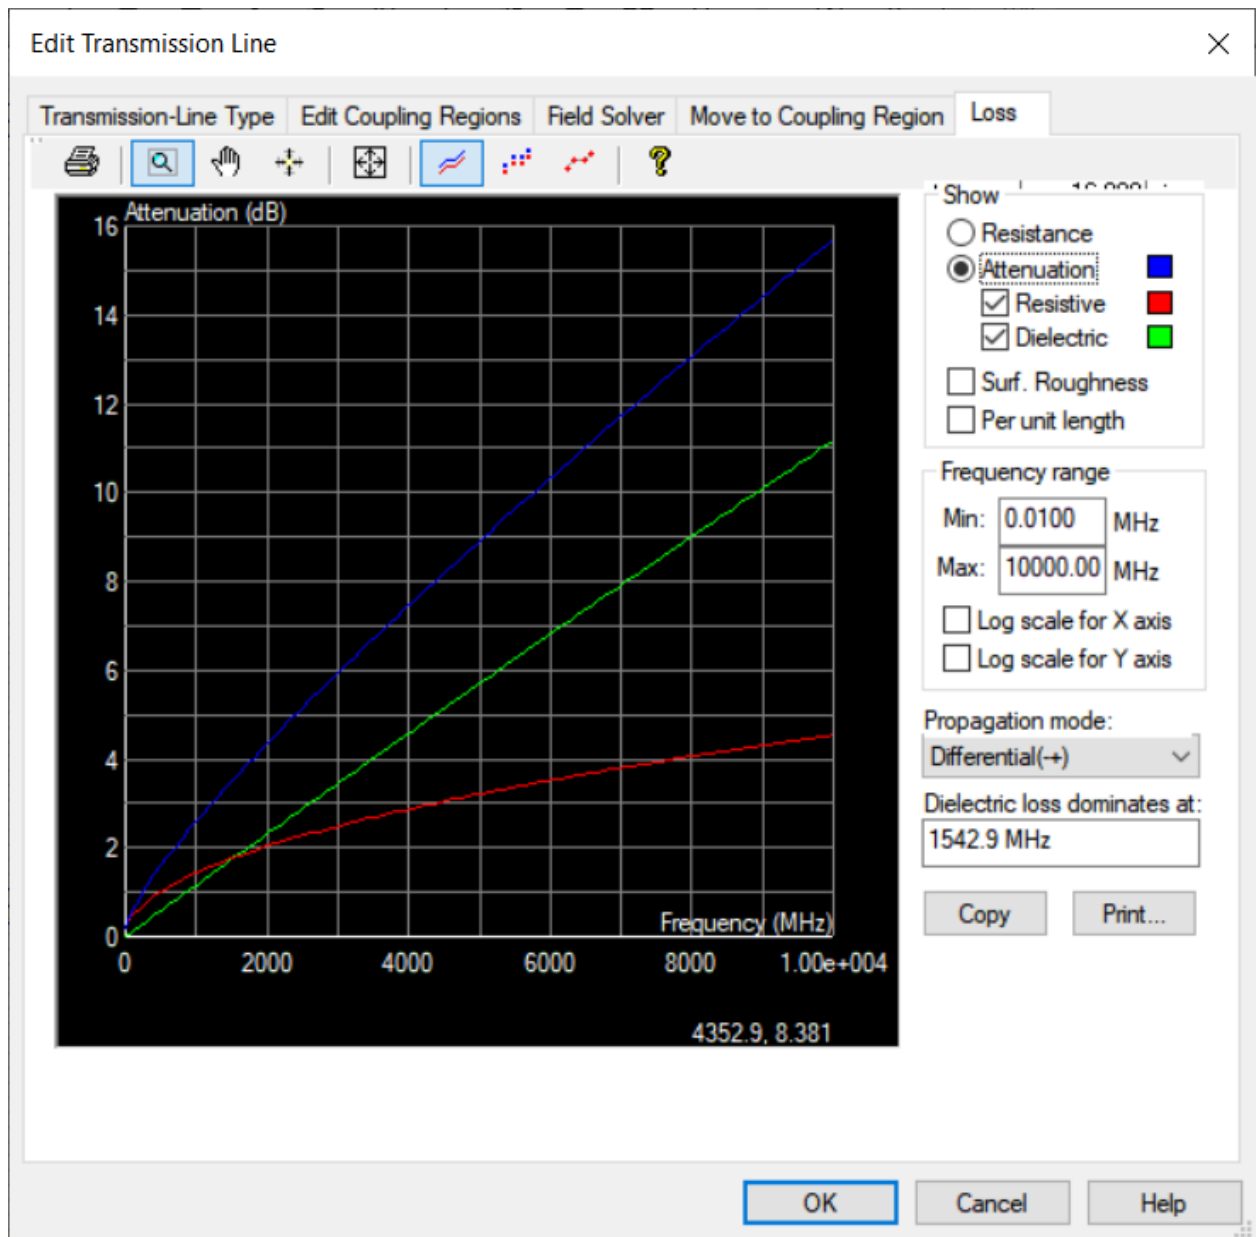 Edit Transmission Line
Transmission-Line Type Edit Coupling Regions Field Solver Move to Coupling Region Loss
Show
Resistance
Attenuation
Resistive
Dielectric
Surf. Roughness
Per unit length
Attenuation (dB)
16
14
12
10
8
6
4
2
0
Frequency (MHz)
0 2000 4000 6000 8000 1.00e+004
4352.9, 8.381
Frequency range
Min: 0.0100 MHz
Max: 10000.00 MHz
Log scale for X axis
Log scale for Y axis
Propagation mode:
Differential(-+)
Dielectric loss dominates at:
1542.9 MHz
Copy Print...
OK Cancel Help